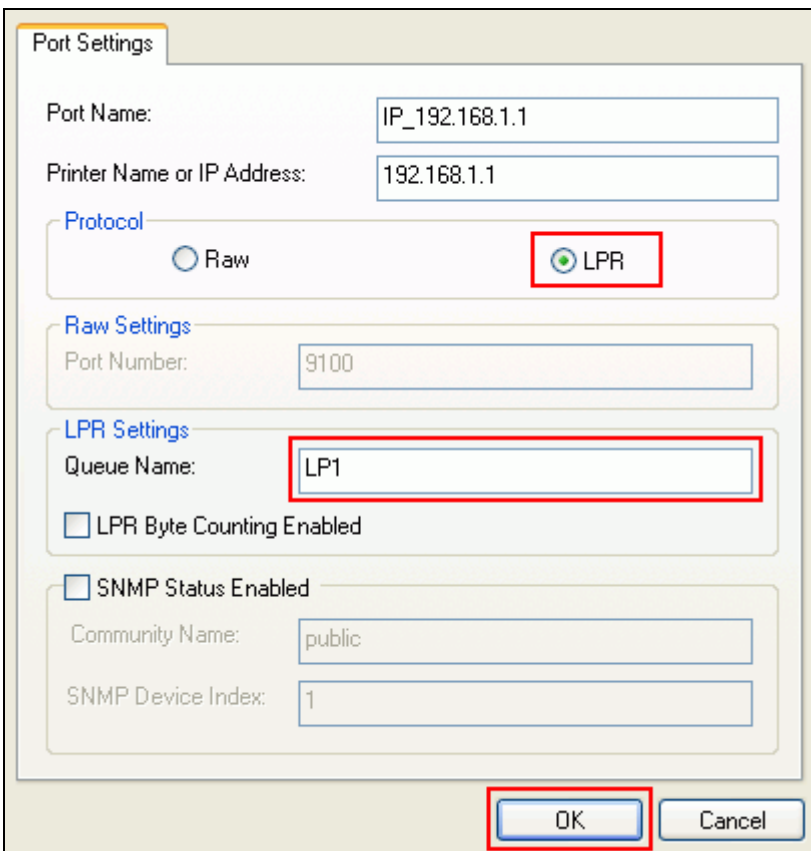 Port Settings
Port Name: IP_192.168.1.1
Printer Name or IP Address: 192.168.1.1
Protocol
Raw LPR
Raw Settings
Port Number: 9100
LPR Settings
Queue Name: LP1
LPR Byte Counting Enabled
SNMP Status Enabled
Community Name: public
SNMP Device Index: 1
OK Cancel